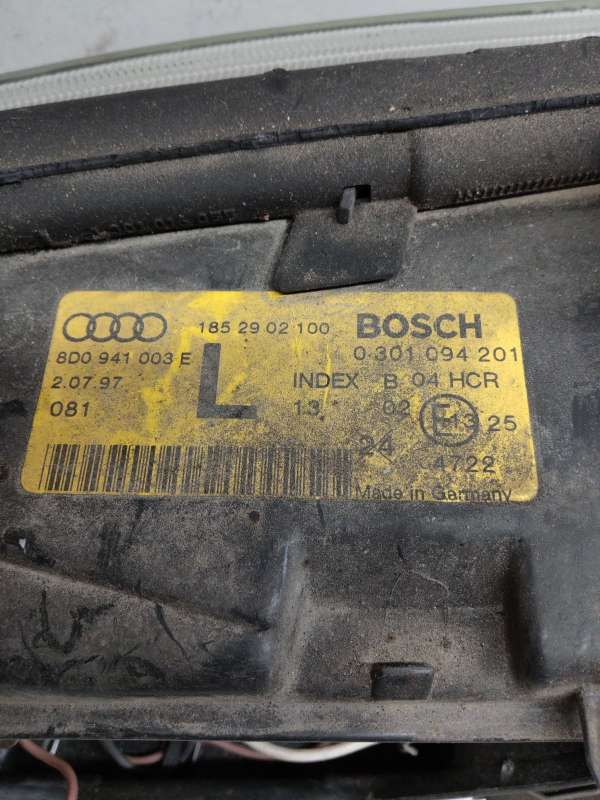 185 29 02 100 BOSCH
8D0 941 003 E 0 301 094 201
2.07.97 L INDEX B 04 HCR
081 13 * 02 E 13 25
24 4722
Made in Germany